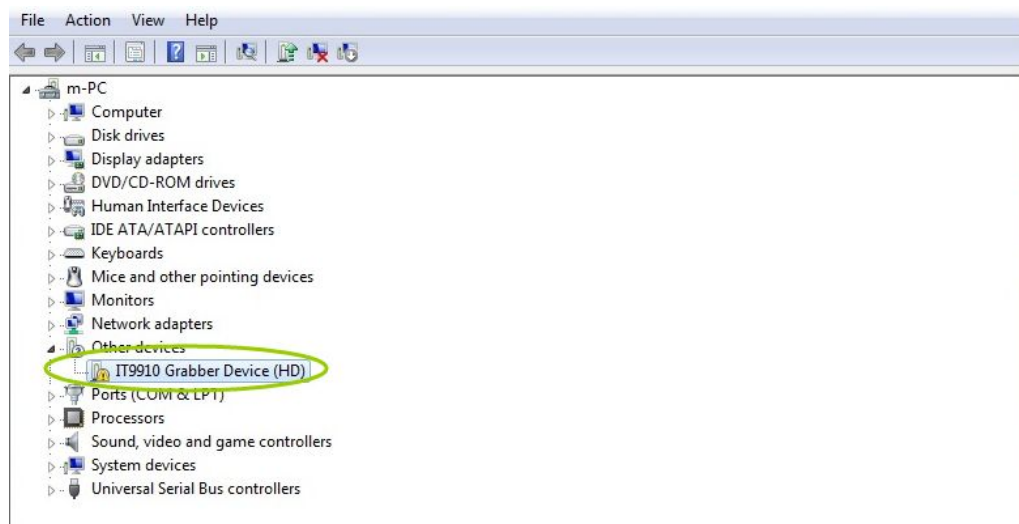 File Action View Help
m-PC
Computer
Disk drives
Display adapters
DVD/CD-ROM drives
Human Interface Devices
IDE ATA/ATAPI controllers
Keyboards
Mice and other pointing devices
Monitors
Network adapters
Other devices
IT9910 Grabber Device (HD)
Ports (COM & LPT)
Processors
Sound, video and game controllers
System devices
Universal Serial Bus controllers